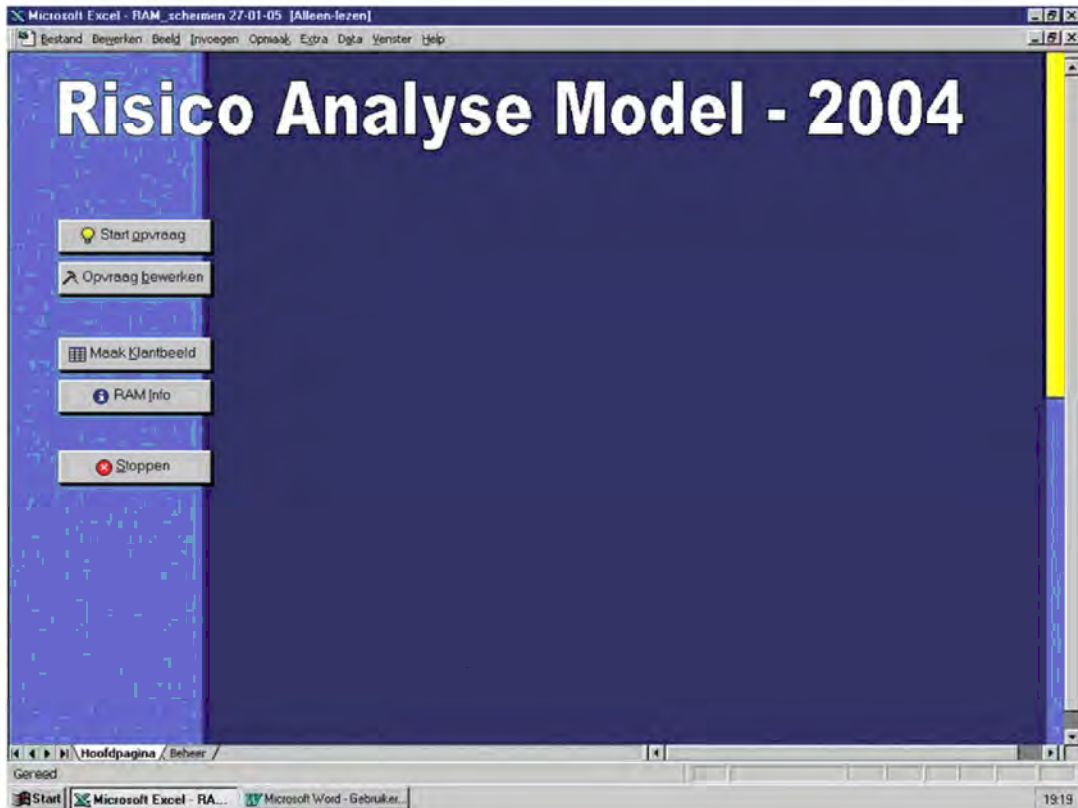 Microsoft Excel - RAM_schermen 27-01-05 [Alleen-lezen]
Bestand Bewerken Beeld Invoegen Opmaak Extra Data Venster Help
Risico Analyse Model - 2004
Start opvraag
Opvraag bewerken
Maak Klantbeeld
RAM Info
Stoppen
Hoofdpagina Beheer
Gereed
Start Microsoft Excel - RA... Microsoft Word - Gebruiker... 19:19